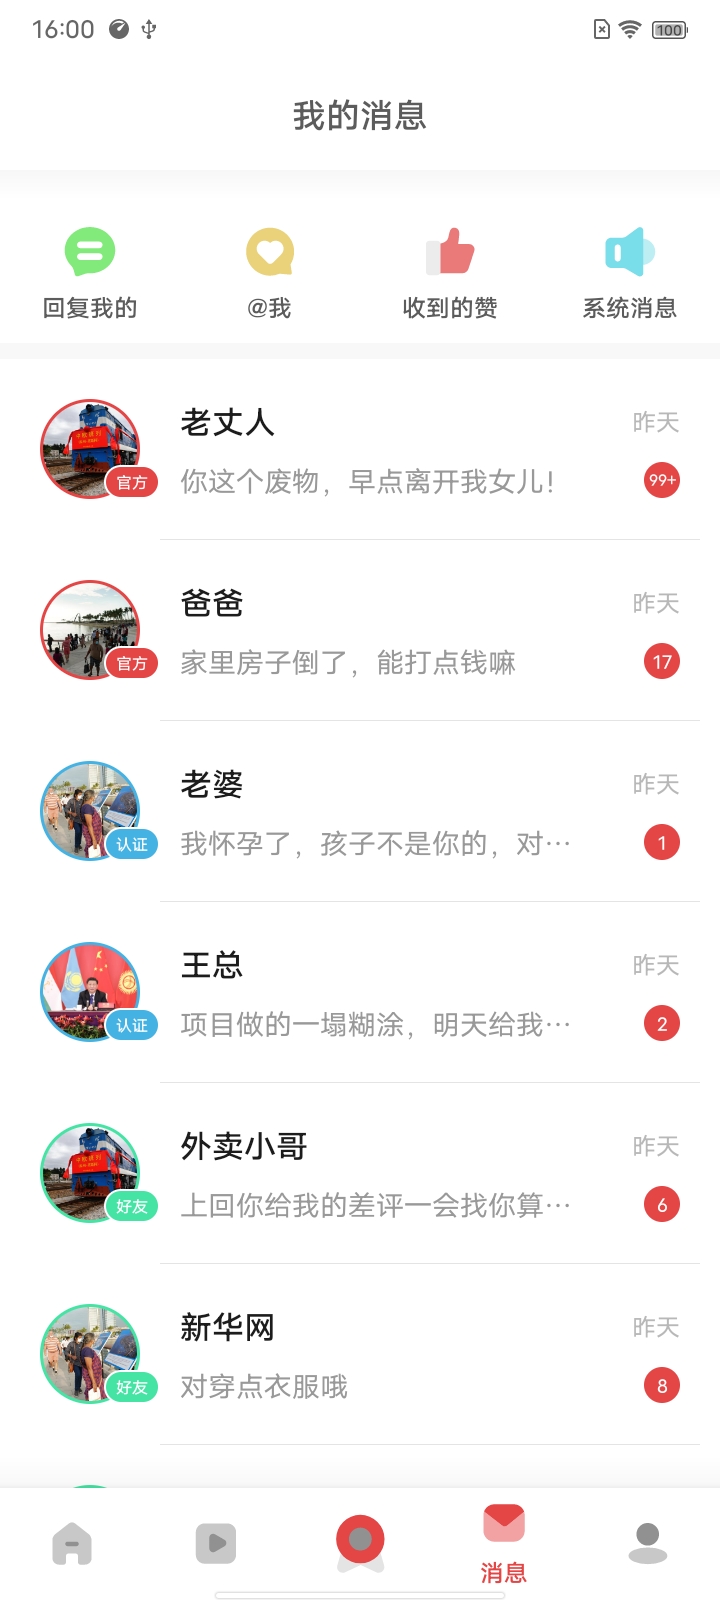 16:00
100
我的消息
回复我的
@我
收到的赞
系统消息
老丈人
昨天
官方
你这个废物，早点离开我女儿！
99+
爸爸
昨天
官方
家里房子倒了，能打点钱嘛
17
老婆
昨天
认证
我怀孕了，孩子不是你的，对…
1
王总
昨天
认证
项目做的一塌糊涂，明天给我…
2
外卖小哥
昨天
好友
上回你给我的差评一会找你算…
6
新华网
昨天
好友
对穿点衣服哦
8
消息